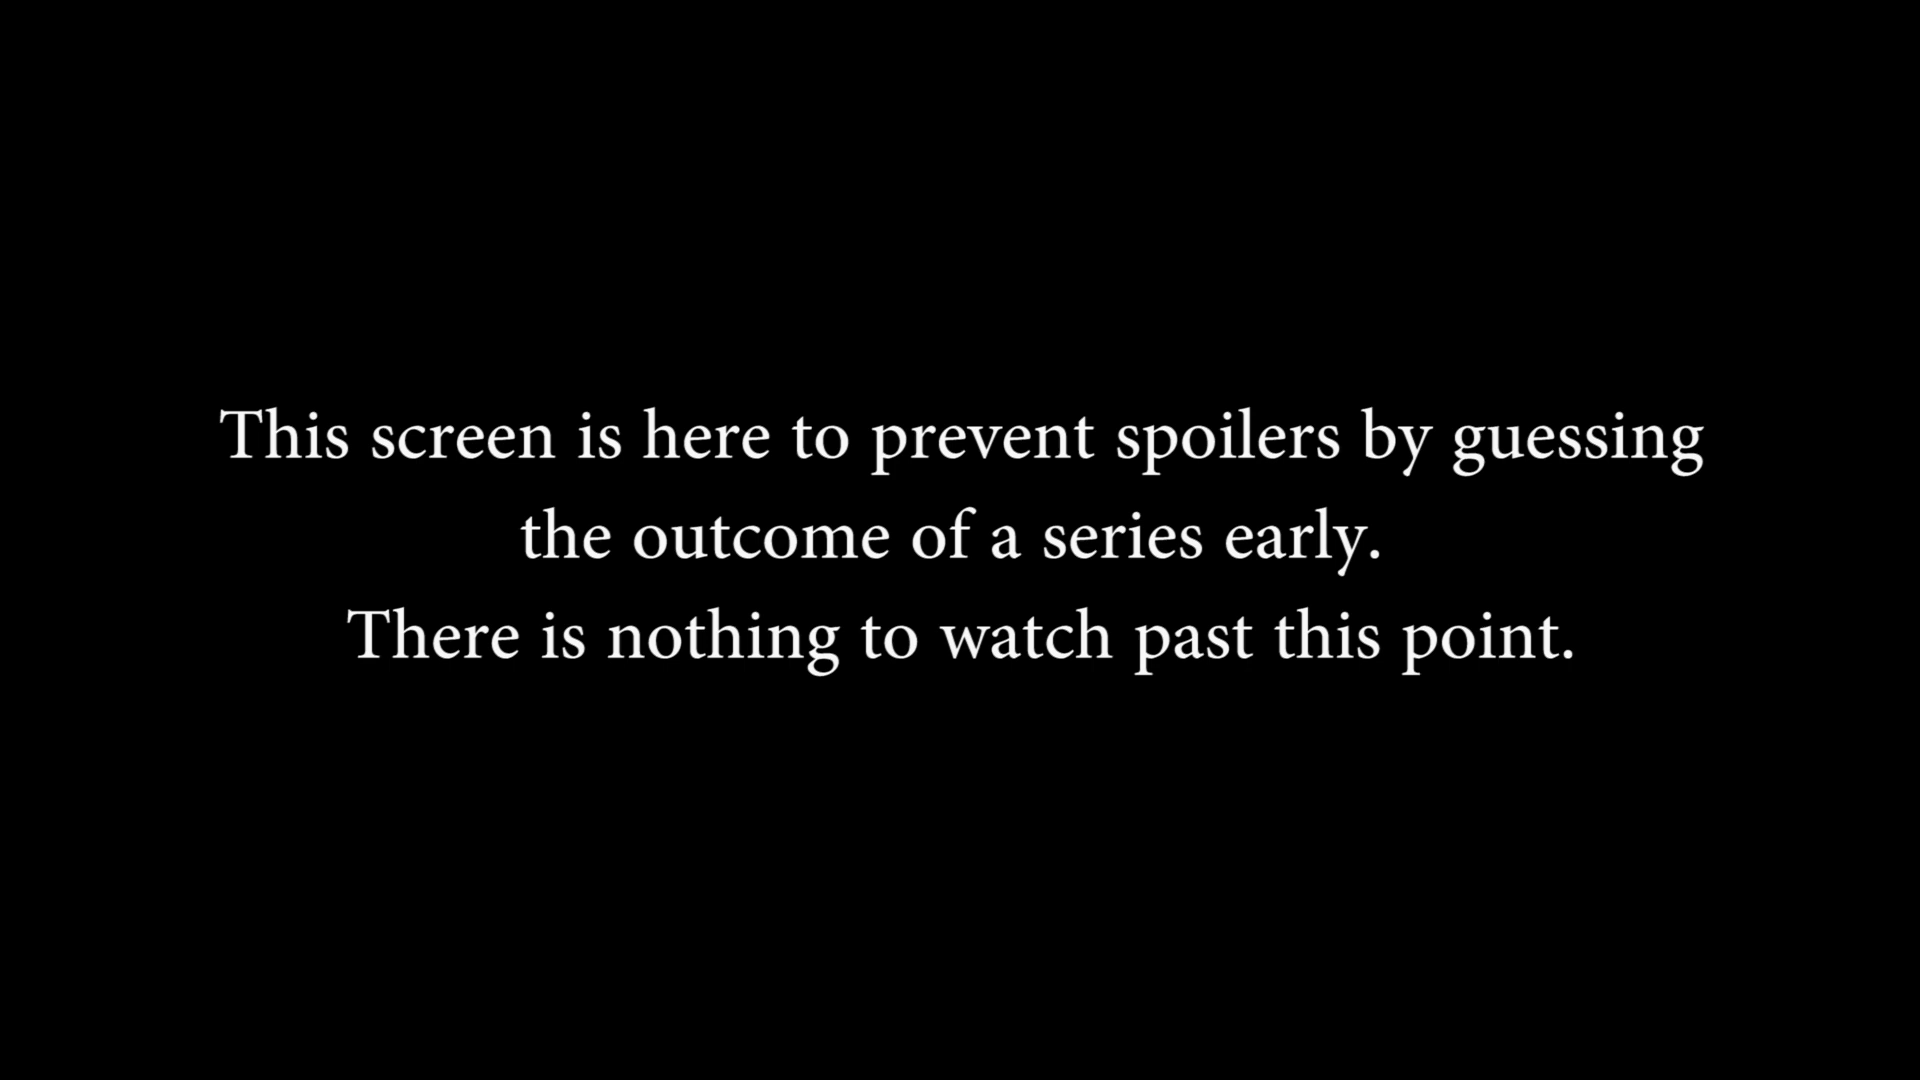 This screen is here to prevent spoilers by guessing
the outcome of a series early.
There is nothing to watch past this point.